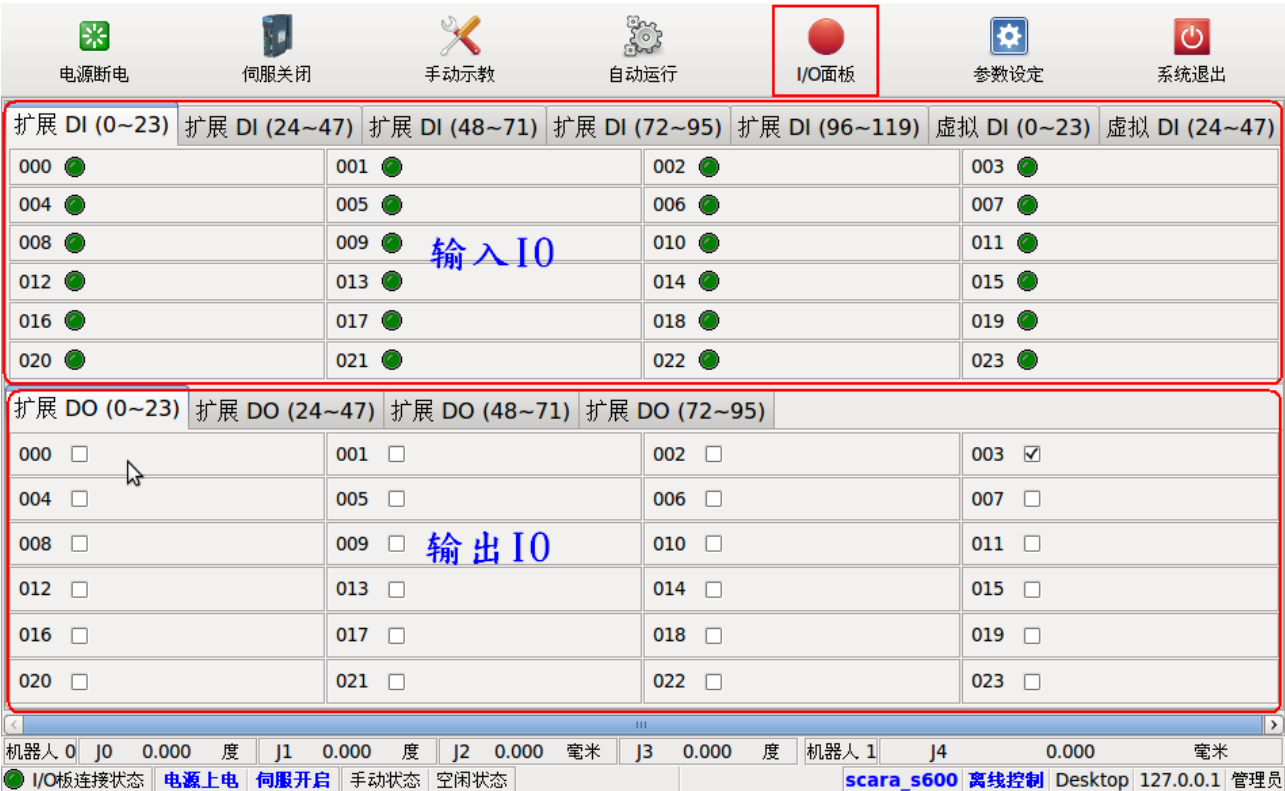 电源断电 伺服关闭 手动示教 自动运行 I/O面板 参数设定 系统退出
扩展 DI (0~23) 扩展 DI (24~47) 扩展 DI (48~71) 扩展 DI (72~95) 扩展 DI (96~119) 虚拟 DI (0~23) 虚拟 DI (24~47)
000 001 002 003
004 005 006 007
008 009 010 011
输入IO
012 013 014 015
016 017 018 019
020 021 022 023
扩展 DO (0~23) 扩展 DO (24~47) 扩展 DO (48~71) 扩展 DO (72~95)
000 001 002 003
004 005 006 007
008 009 010 011
输出IO
012 013 014 015
016 017 018 019
020 021 022 023
机器人 0 J0 0.000 度 J1 0.000 度 J2 0.000 毫米 J3 0.000 度 机器人 1 J4 0.000 毫米
I/O板连接状态 电源上电 伺服开启 手动状态 空闲状态 scara_s600 离线控制 Desktop 127.0.0.1 管理员